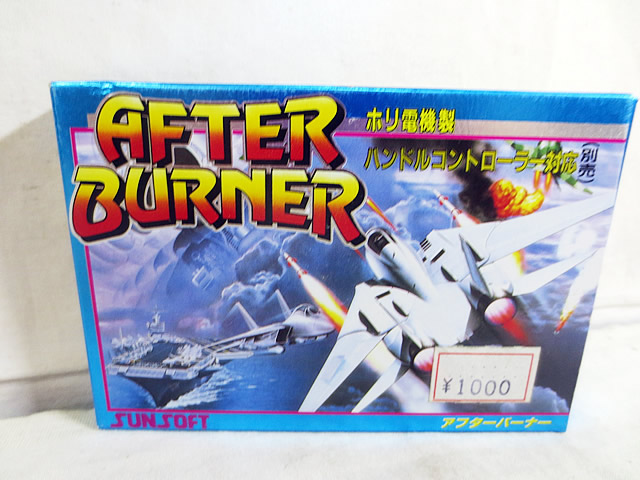 AFTER
BURNER
ホリ電機製
ハンドルコントローラー対応(別売)
¥1000
SUNSOFT
アフターバーナー